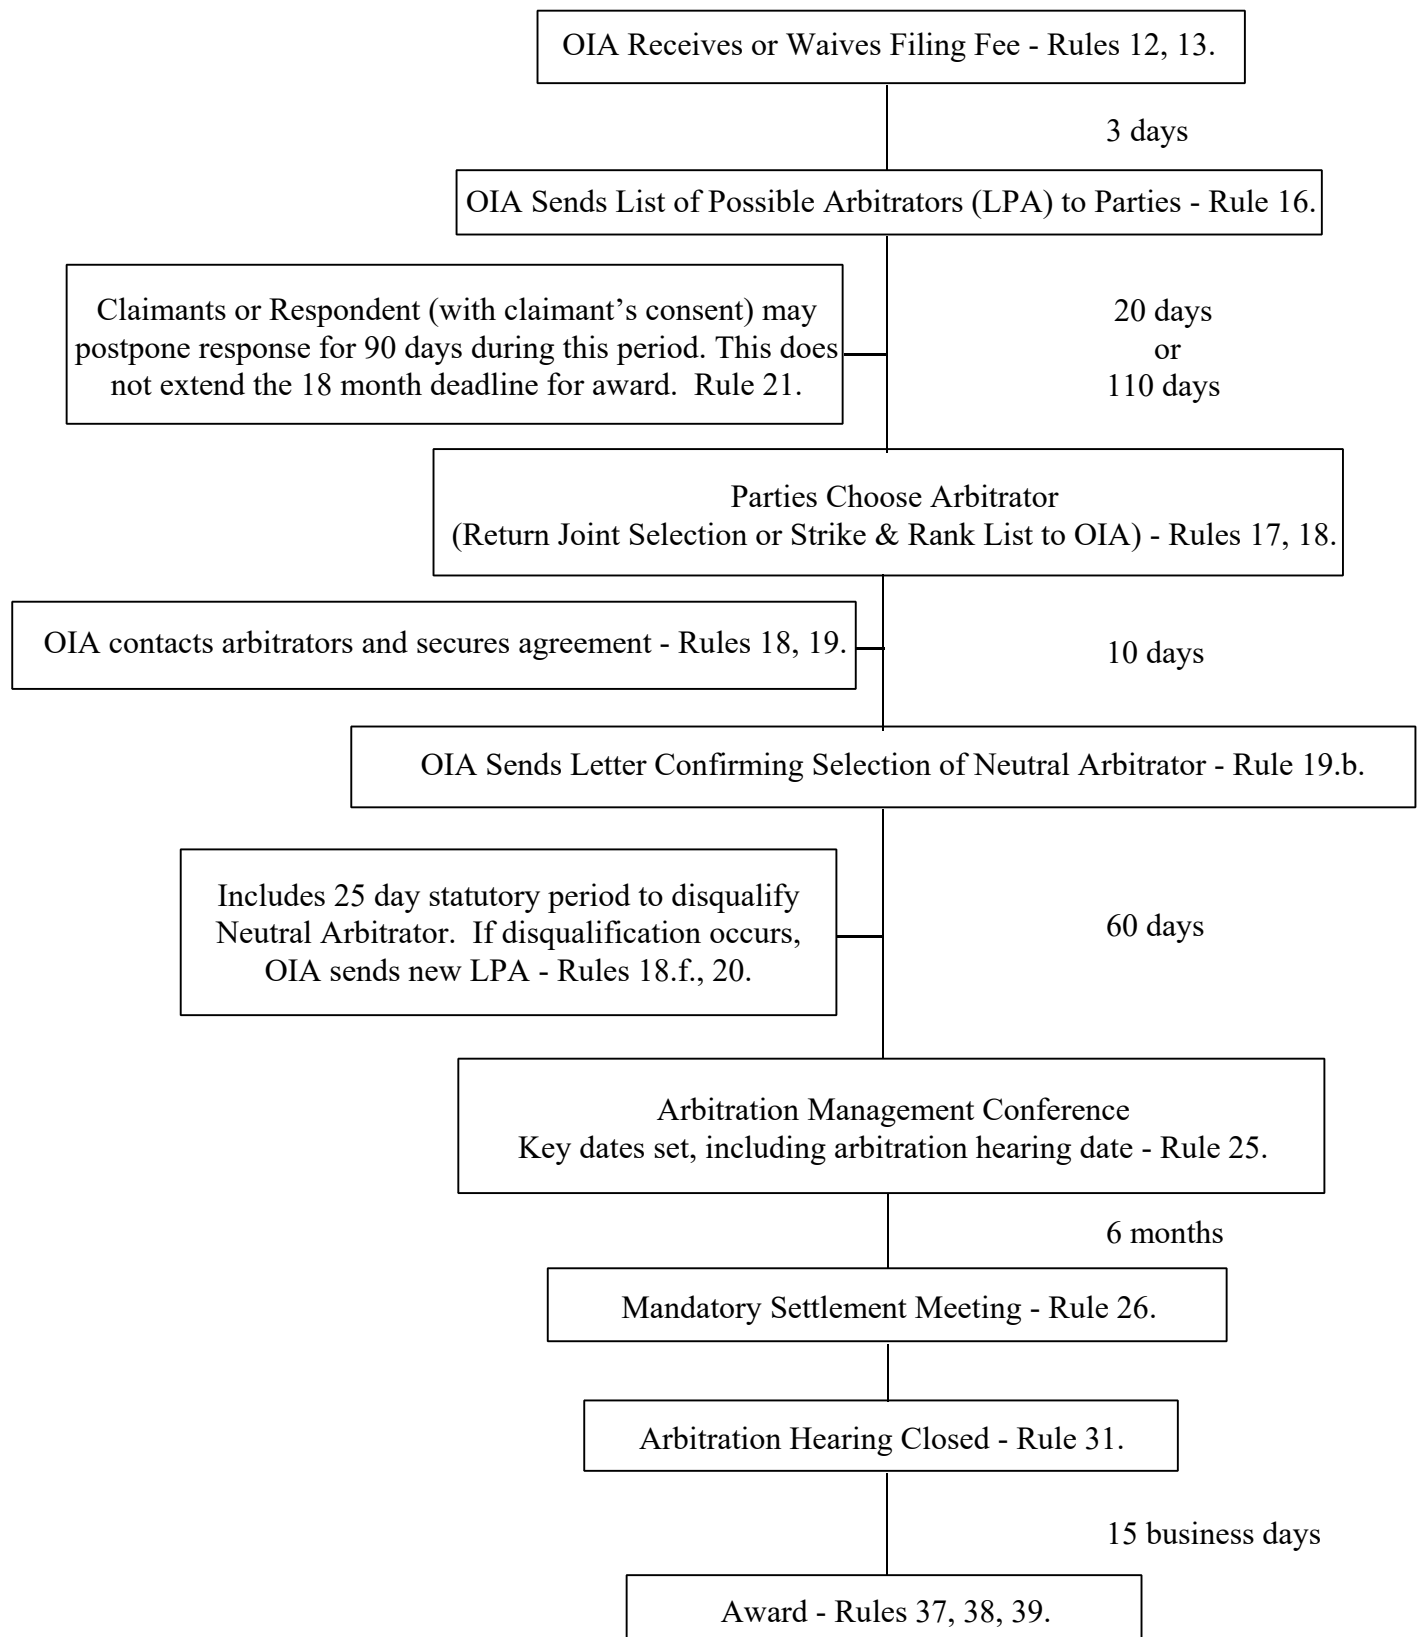 OIA Receives or Waives Filing Fee - Rules 12, 13.
3 days
OIA Sends List of Possible Arbitrators (LPA) to Parties - Rule 16.
Claimants or Respondent (with claimant’s consent) may
postpone response for 90 days during this period. This does
not extend the 18 month deadline for award.  Rule 21.
20 days
or
110 days
Parties Choose Arbitrator
(Return Joint Selection or Strike & Rank List to OIA) - Rules 17, 18.
OIA contacts arbitrators and secures agreement - Rules 18, 19.
10 days
OIA Sends Letter Confirming Selection of Neutral Arbitrator - Rule 19.b.
Includes 25 day statutory period to disqualify
Neutral Arbitrator.  If disqualification occurs,
OIA sends new LPA - Rules 18.f., 20.
60 days
Arbitration Management Conference
Key dates set, including arbitration hearing date - Rule 25.
6 months
Mandatory Settlement Meeting - Rule 26.
Arbitration Hearing Closed - Rule 31.
15 business days
Award - Rules 37, 38, 39.